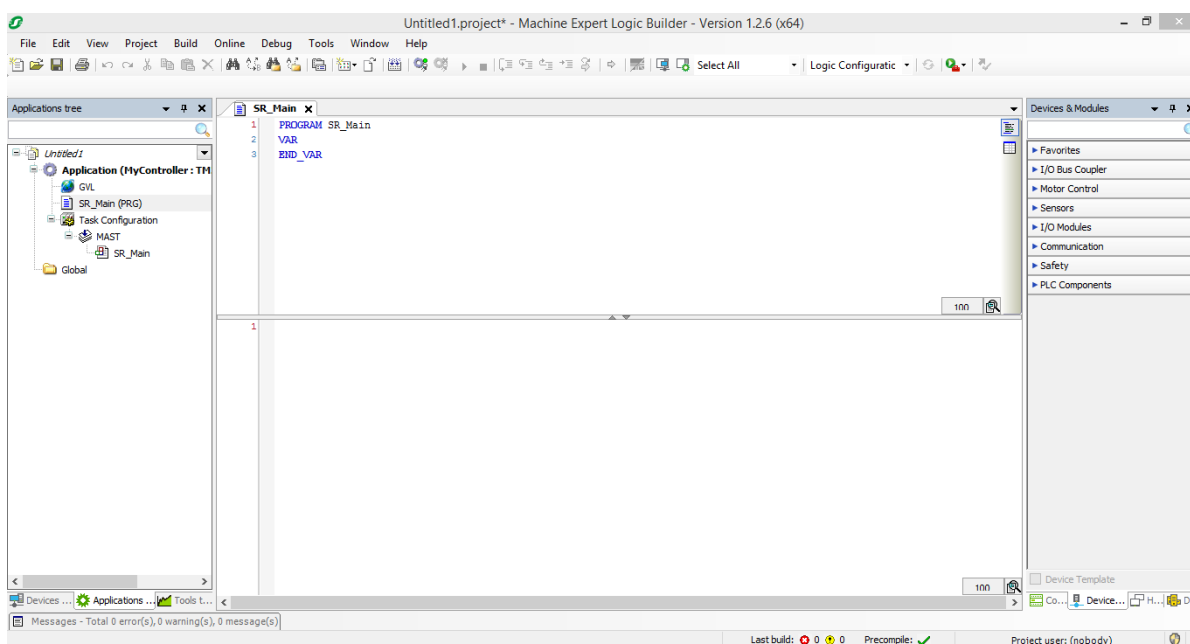 Untitled1.project* - Machine Expert Logic Builder - Version 1.2.6 (x64)
File Edit View Project Build Online Debug Tools Window Help
Select All
Logic Configuratic
Applications tree
Untitled1
Application (MyController : TM
GVL
SR_Main (PRG)
Task Configuration
MAST
SR_Main
Global
Devices ...
Applications ...
Tools t...
SR_Main X
1 PROGRAM SR_Main
2 VAR
3 END_VAR
100
1
100
Devices & Modules
Favorites
I/O Bus Coupler
Motor Control
Sensors
I/O Modules
Communication
Safety
PLC Components
Device Template
Co...
Device...
H...
D
Messages - Total 0 error(s), 0 warning(s), 0 message(s)
Last build: 0 0 Precompile:
Project user: (nobody)